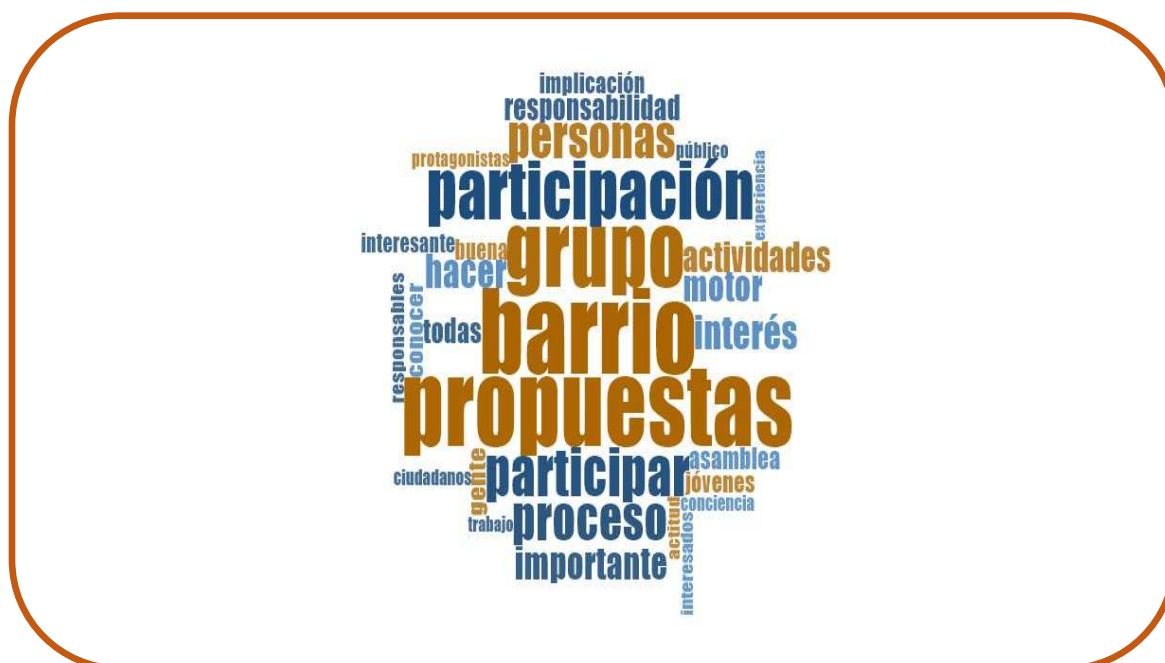 implicación
responsabilidad
personas
público
protagonistas
participación
experiencia
grupo
interesante
buena
actividades
hacer
motor
responsables
conocer
todas
barrio
interés
propuestas
gente
participar
asamblea
ciudadanos
jóvenes
conciencia
trabajo
proceso
actitud
interesados
importante